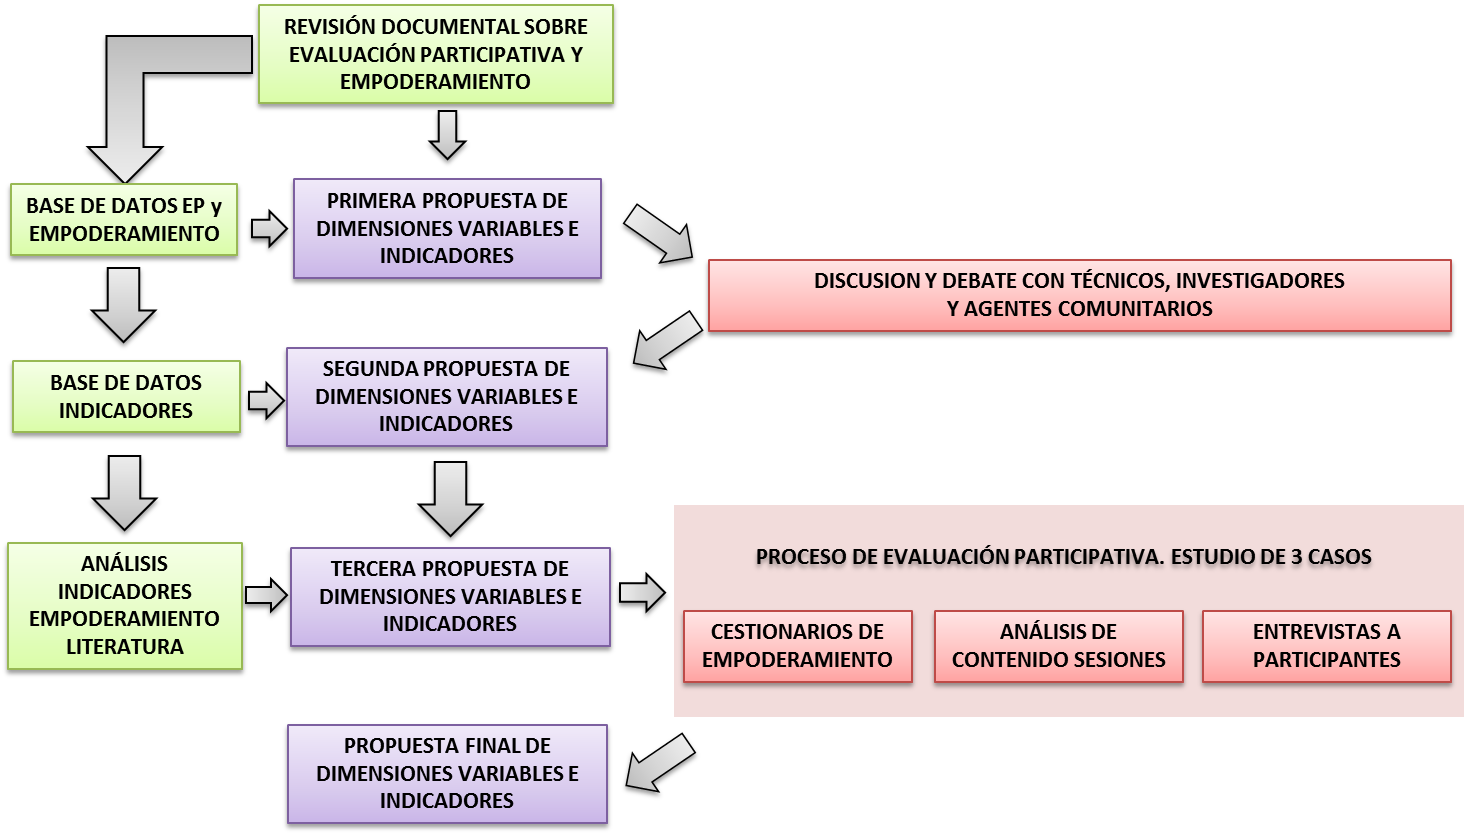 REVISIÓN DOCUMENTAL SOBRE
EVALUACIÓN PARTICIPATIVA Y
EMPODERAMIENTO
BASE DE DATOS EP y
EMPODERAMIENTO
PRIMERA PROPUESTA DE
DIMENSIONES VARIABLES E
INDICADORES
DISCUSION Y DEBATE CON TÉCNICOS, INVESTIGADORES
Y AGENTES COMUNITARIOS
BASE DE DATOS
INDICADORES
SEGUNDA PROPUESTA DE
DIMENSIONES VARIABLES E
INDICADORES
ANÁLISIS
INDICADORES
EMPODERAMIENTO
LITERATURA
TERCERA PROPUESTA DE
DIMENSIONES VARIABLES E
INDICADORES
PROCESO DE EVALUACIÓN PARTICIPATIVA. ESTUDIO DE 3 CASOS
CESTIONARIOS DE
EMPODERAMIENTO
ANÁLISIS DE
CONTENIDO SESIONES
ENTREVISTAS A
PARTICIPANTES
PROPUESTA FINAL DE
DIMENSIONES VARIABLES E
INDICADORES